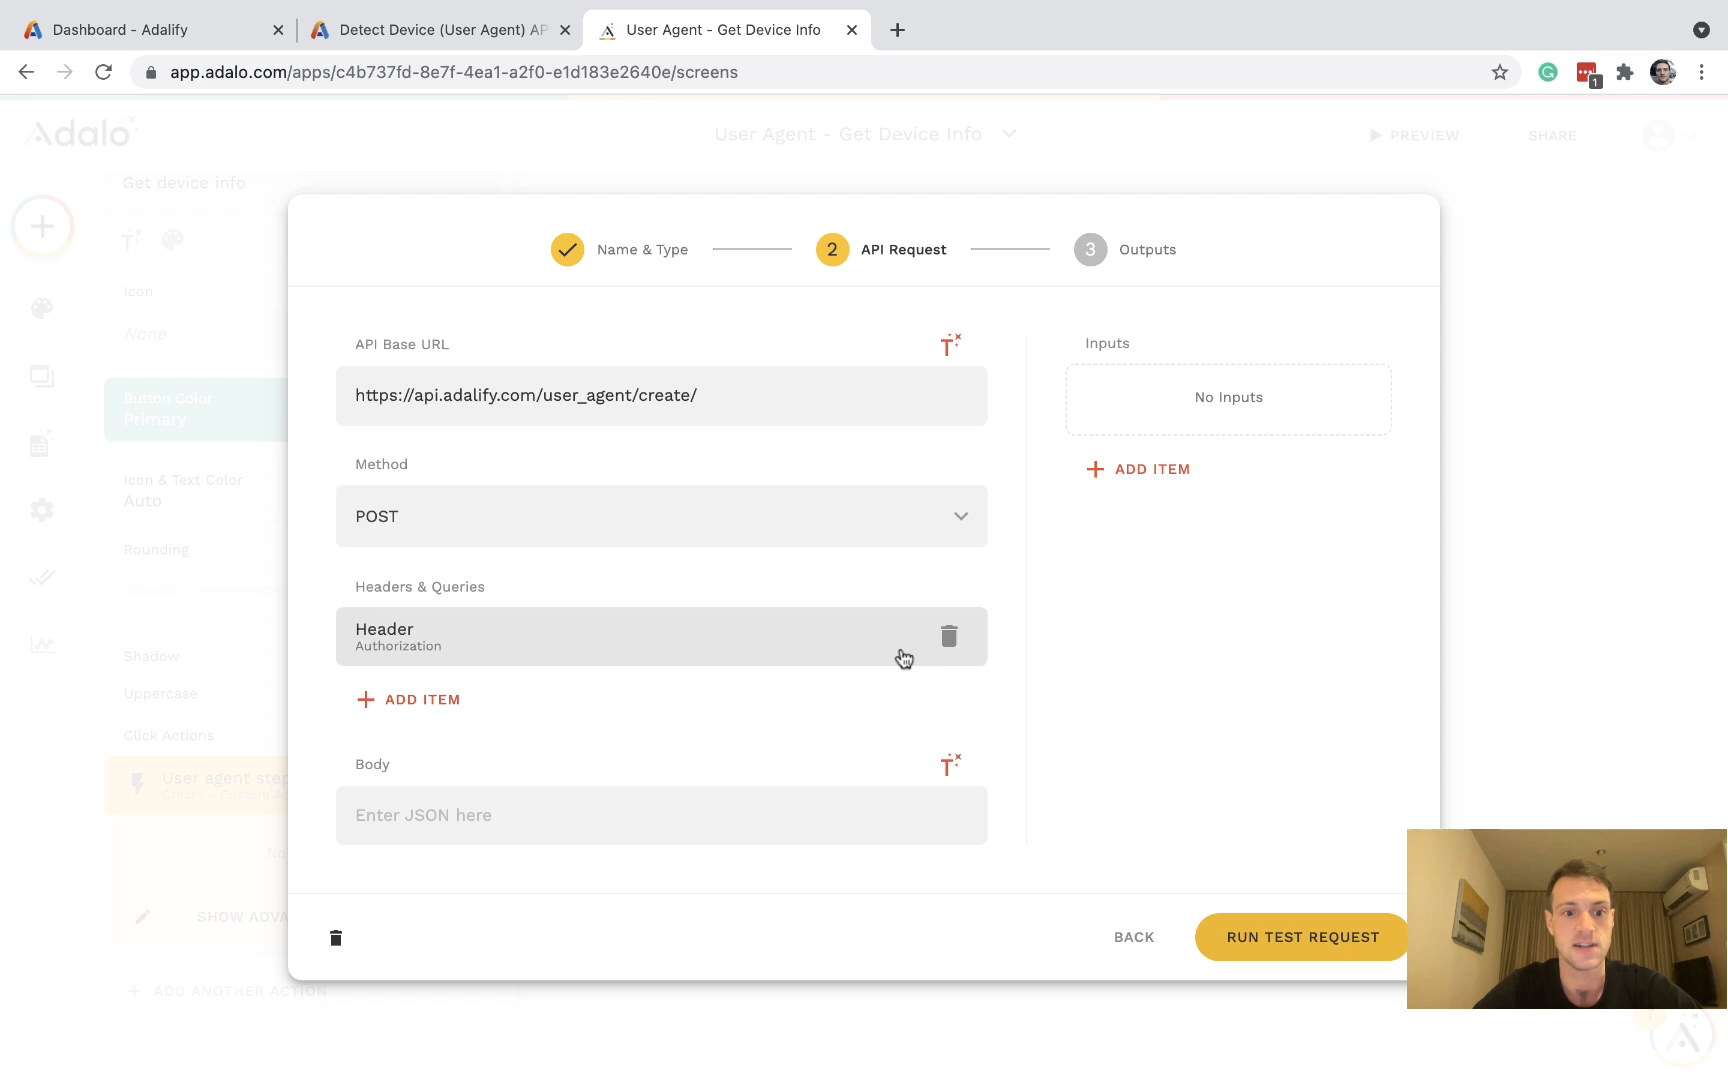 Dashboard - Adalify
Detect Device (User Agent) AP
User Agent - Get Device Info
app.adalo.com/apps/c4b737fd-8e7f-4ea1-a2f0-e1d183e2640e/screens
1
Adalo
User Agent - Get Device Info
PREVIEW
SHARE
Get device info
Name & Type
2
API Request
3
Outputs
Icon
None
API Base URL
Inputs
https://api.adalify.com/user_agent/create/
No Inputs
Button Color
Primary
Method
ADD ITEM
Icon & Text Color
Auto
POST
Rounding
Headers & Queries
Header
Authorization
Shadow
Uppercase
ADD ITEM
Click Actions
Body
User agent step
Create - Custom A
Enter JSON here
No
SHOW ADVA
BACK
RUN TEST REQUEST
ADD ANOTHER ACTION